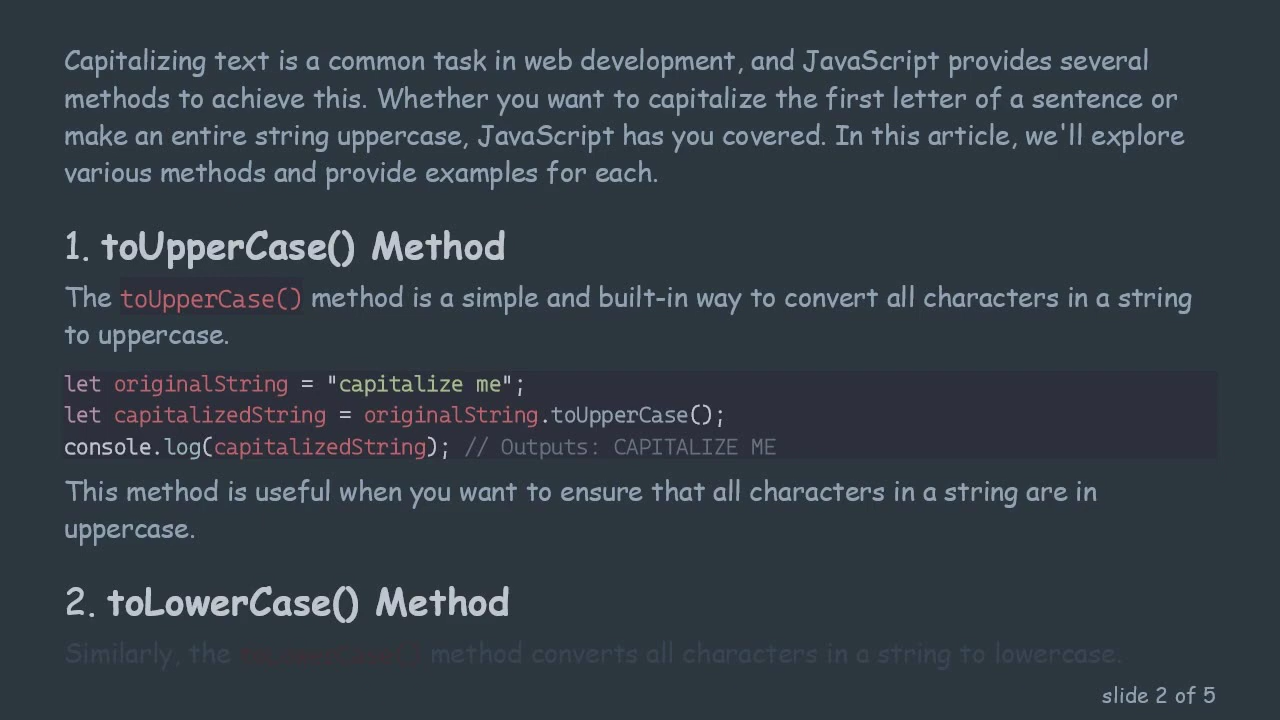 Capitalizing text is a common task in web development, and JavaScript provides several
methods to achieve this. Whether you want to capitalize the first letter of a sentence or
make an entire string uppercase, JavaScript has you covered. In this article, we'll explore
various methods and provide examples for each.
1. toUpperCase() Method
The toUpperCase() method is a simple and built-in way to convert all characters in a string
to uppercase.
let originalString = "capitalize me";
let capitalizedString = originalString.toUpperCase();
console.log(capitalizedString); // Outputs: CAPITALIZE ME
This method is useful when you want to ensure that all characters in a string are in
uppercase.
2. toLowerCase() Method
Similarly, the toLowerCase() method converts all characters in a string to lowercase.
slide 2 of 5